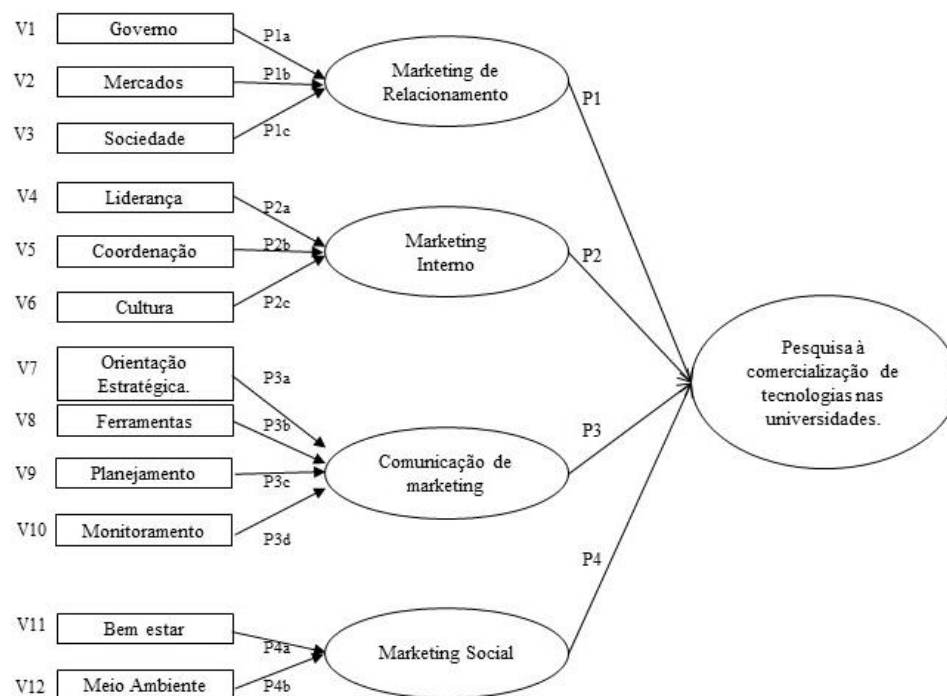 V1
Governo
P1a
V2
Mercados
P1b
V3
Sociedade
P1c
Marketing de
Relacionamento
P1
V4
Liderança
P2a
V5
Coordenação
P2b
V6
Cultura
P2c
Marketing
Interno
P2
V7
Orientação
Estratégica.
P3a
V8
Ferramentas
P3b
V9
Planejamento
P3c
V10
Monitoramento
P3d
Comunicação de
marketing
P3
V11
Bem estar
P4a
V12
Meio Ambiente
P4b
Marketing Social
P4
Pesquisa à
comercialização de
tecnologias nas
universidades.